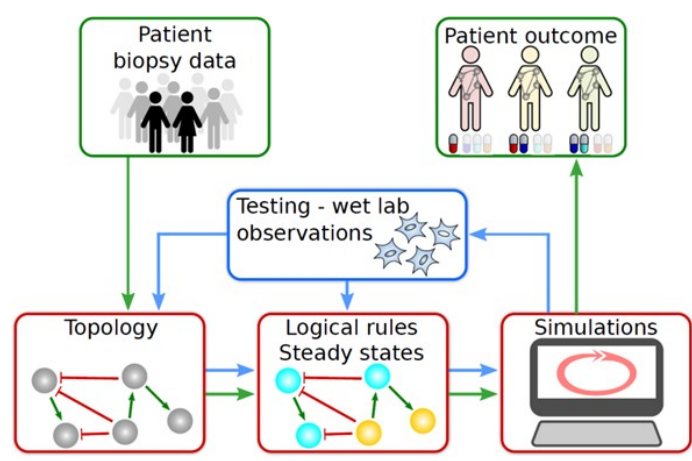 Patient
biopsy data
Patient outcome
Testing - wet lab
observations
Topology
Logical rules
Steady states
Simulations